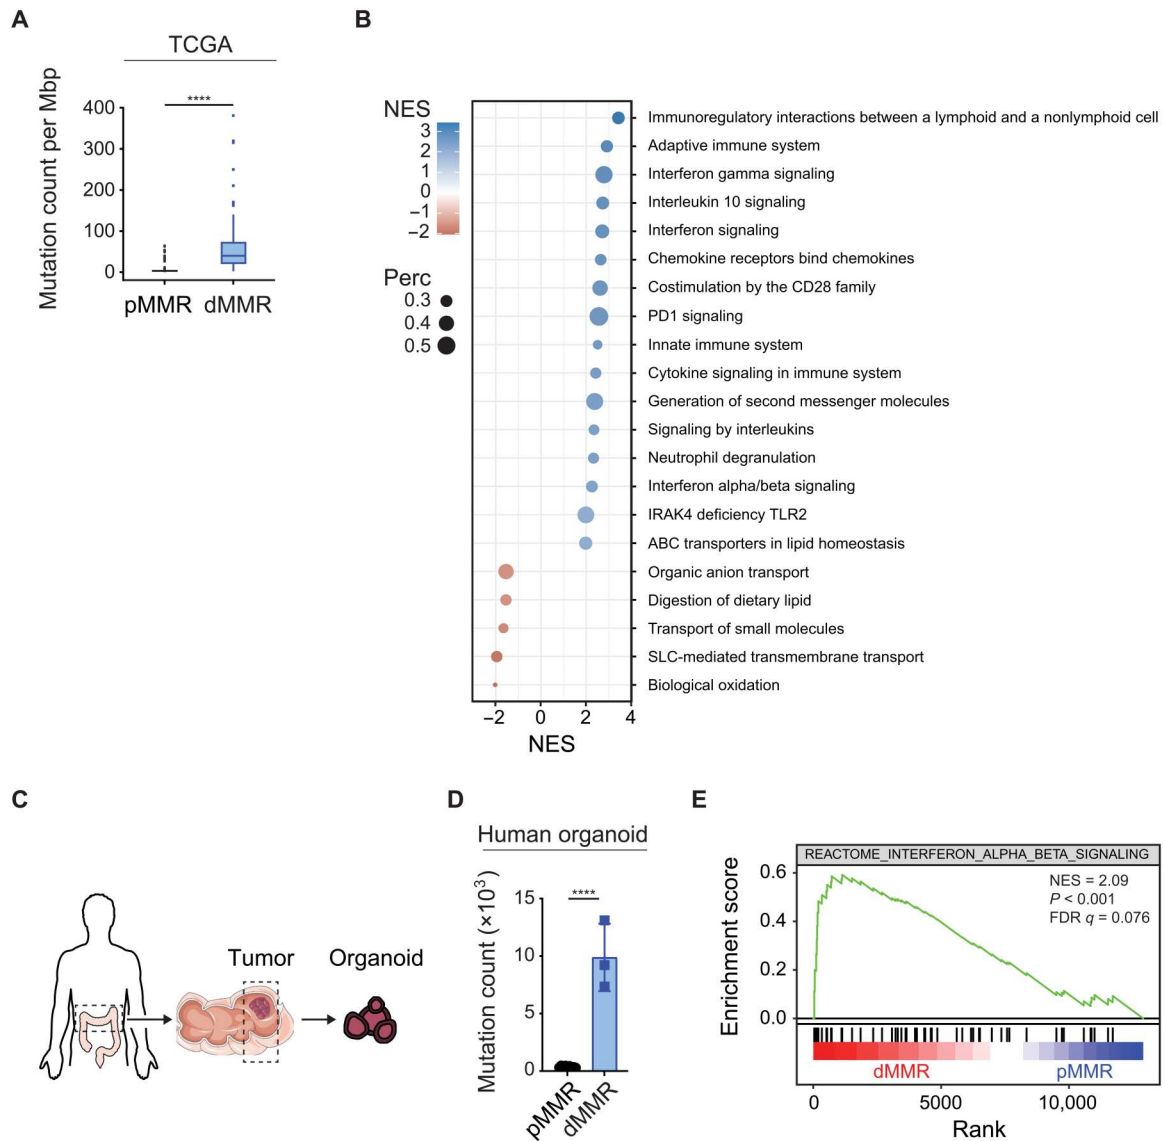 A
TCGA
Mutation count per Mbp
400
300
200
100
0
****
pMMR dMMR
B
NES
3
2
1
0
−1
−2
Perc
0.3
0.4
0.5
Immunoregulatory interactions between a lymphoid and a nonlymphoid cell
Adaptive immune system
Interferon gamma signaling
Interleukin 10 signaling
Interferon signaling
Chemokine receptors bind chemokines
Costimulation by the CD28 family
PD1 signaling
Innate immune system
Cytokine signaling in immune system
Generation of second messenger molecules
Signaling by interleukins
Neutrophil degranulation
Interferon alpha/beta signaling
IRAK4 deficiency TLR2
ABC transporters in lipid homeostasis
Organic anion transport
Digestion of dietary lipid
Transport of small molecules
SLC-mediated transmembrane transport
Biological oxidation
−2 0 2 4
NES
C
Tumor Organoid
D
Human organoid
Mutation count (×10³)
15
10
5
0
****
pMMR dMMR
E
REACTOME_INTERFERON_ALPHA_BETA_SIGNALING
Enrichment score
0.6
0.4
0.2
0.0
NES = 2.09
P < 0.001
FDR q = 0.076
dMMR pMMR
0 5000 10,000
Rank